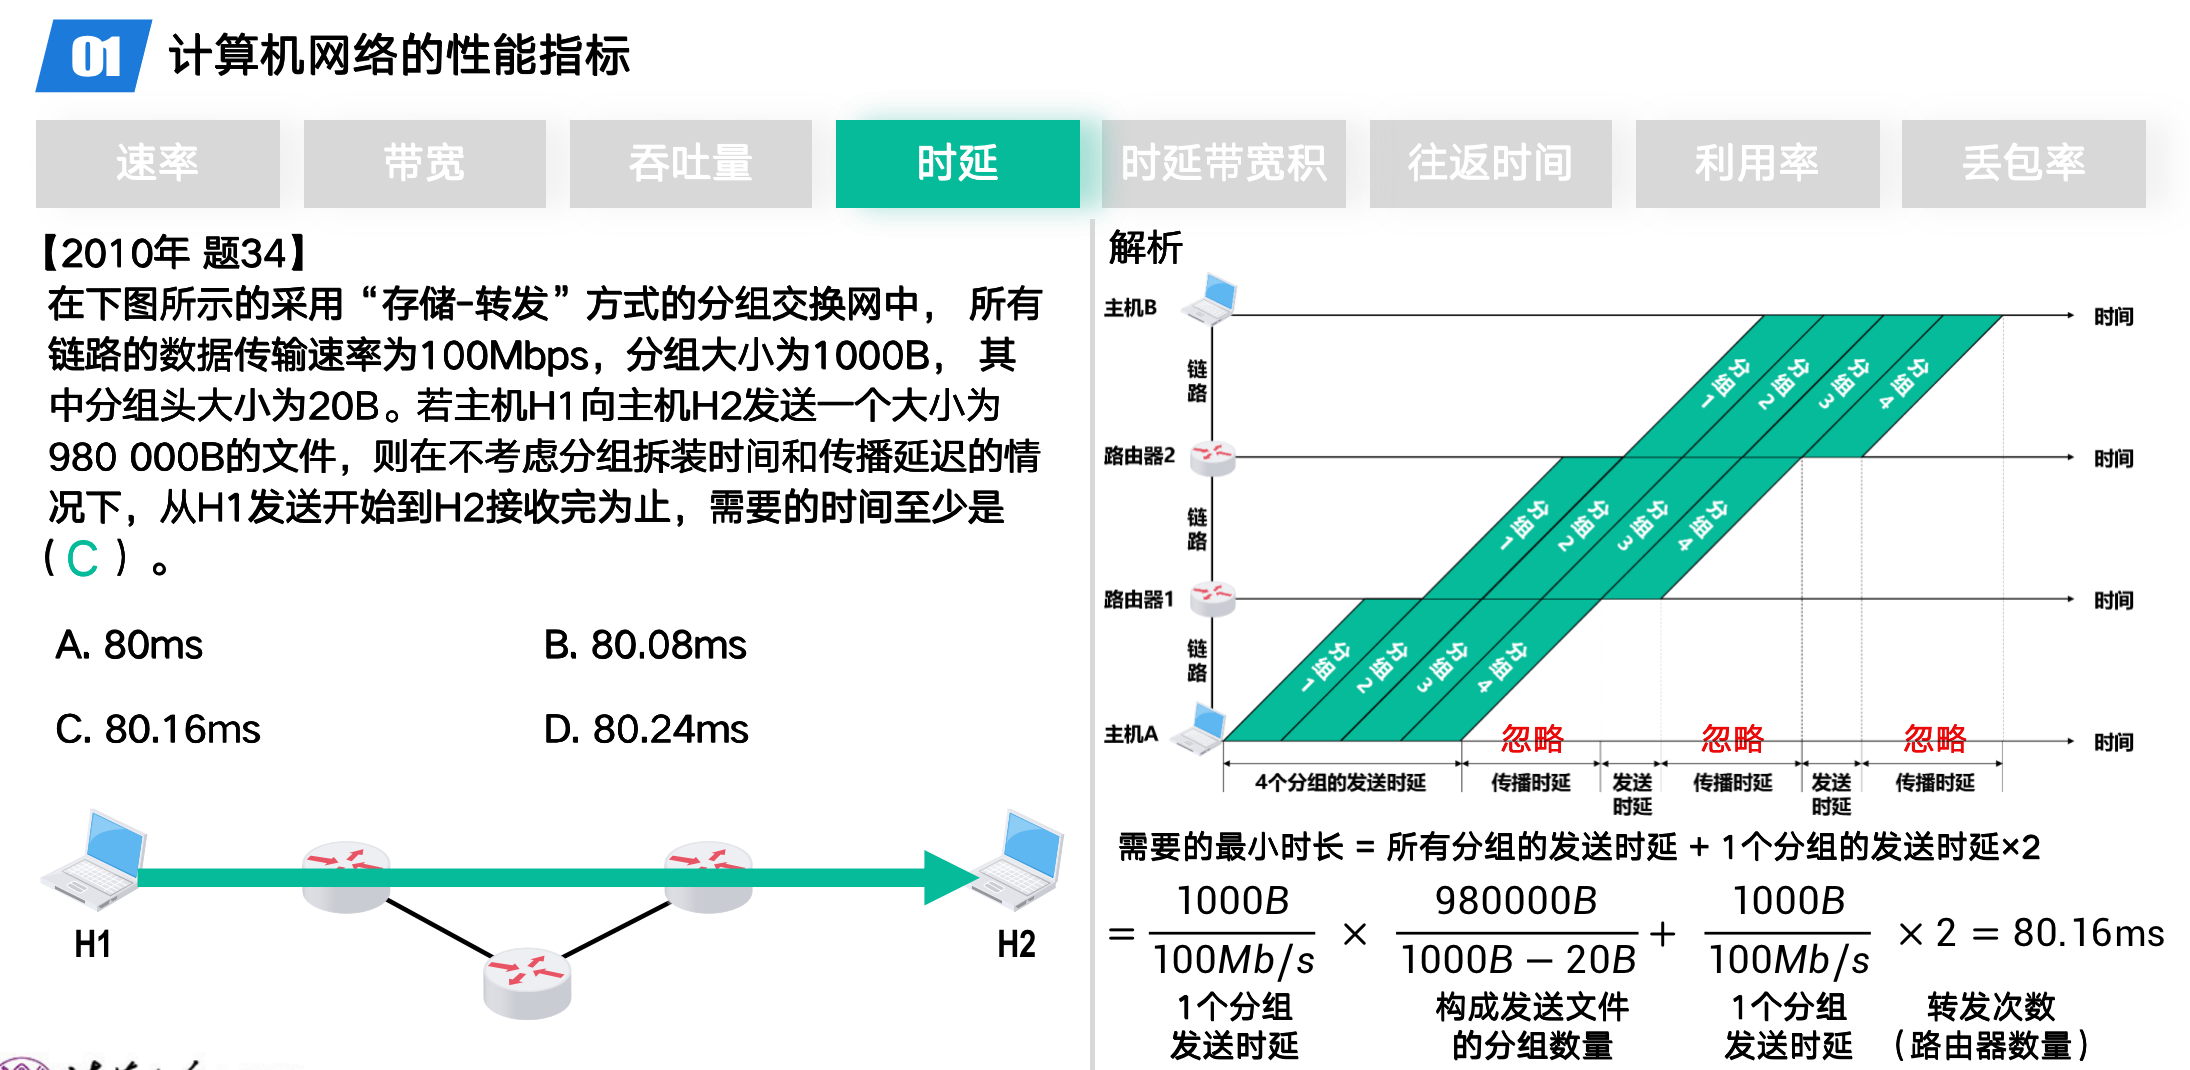 01 计算机网络的性能指标
速率 带宽 吞吐量 时延 时延带宽积 往返时间 利用率 丢包率
【2010年 题34】
在下图所示的采用“存储-转发”方式的分组交换网中， 所有
链路的数据传输速率为100Mbps，分组大小为1000B， 其
中分组头大小为20B。若主机H1向主机H2发送一个大小为
980 000B的文件，则在不考虑分组拆装时间和传播延迟的情
况下，从H1发送开始到H2接收完为止，需要的时间至少是
（ C ）。
A. 80ms B. 80.08ms
C. 80.16ms D. 80.24ms
H1 H2
解析
主机B 时间
链路
分组1 分组2 分组3 分组4
路由器2 时间
链路
分组1 分组2 分组3 分组4
路由器1 时间
链路
分组1 分组2 分组3 分组4
主机A 忽略 忽略 忽略 时间
4个分组的发送时延 传播时延 发送时延 传播时延 发送时延 传播时延
需要的最小时长 = 所有分组的发送时延 + 1个分组的发送时延×2
= 1000B/100Mb/s × 980000B/1000B − 20B + 1000B/100Mb/s × 2 = 80.16ms
1个分组 构成发送文件 1个分组 转发次数
发送时延 的分组数量 发送时延 （路由器数量）